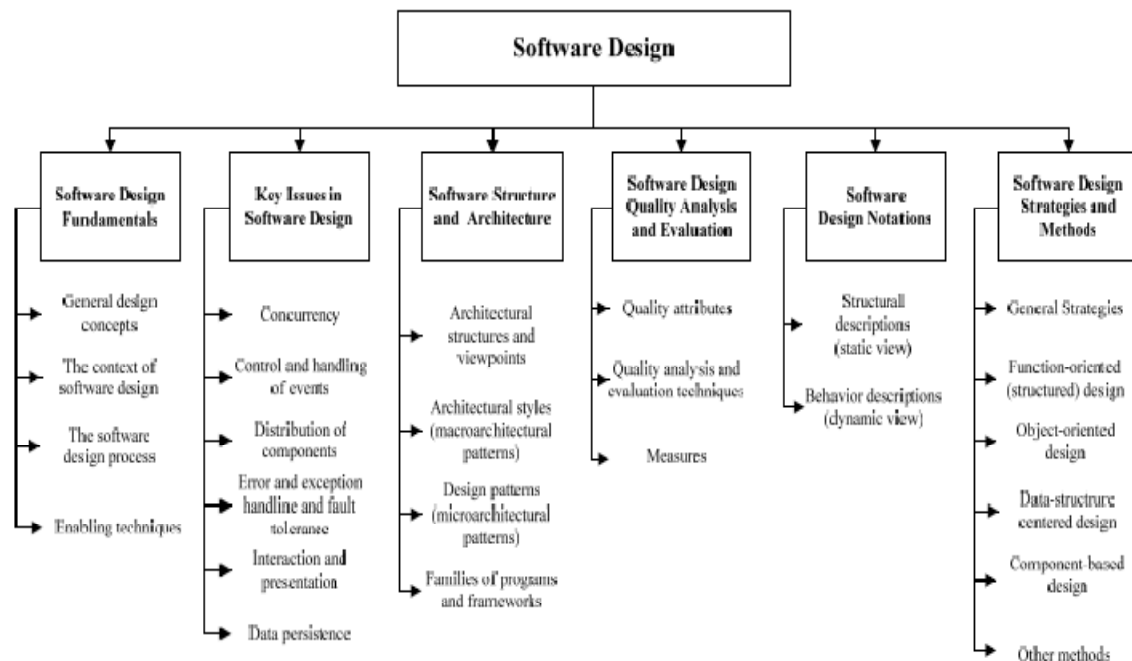 Software Design
Software Design
Fundamentals
General design
concepts
The context of
software design
The software
design process
Enabling techniques
Key Issues in
Software Design
Concurrency
Control and handling
of events
Distribution of
components
Error and exception
handline and fault
tolerance
Interaction and
presentation
Data persistence
Software Structure
and Architecture
Architectural
structures and
viewpoints
Architectural styles
(macroarchitectural
patterns)
Design patterns
(microarchitectural
patterns)
Families of programs
and frameworks
Software Design
Quality Analysis
and Evaluation
Quality attributes
Quality analysis and
evaluation techniques
Measures
Software
Design Notations
Structurall
descriptions
(static view)
Behavior descriptions
(dynamic view)
Software Design
Strategies and
Methods
General Strategies
Function-oriented
(structured) design
Object-oriented
design
Data-structure
centered design
Component-based
design
Other methods